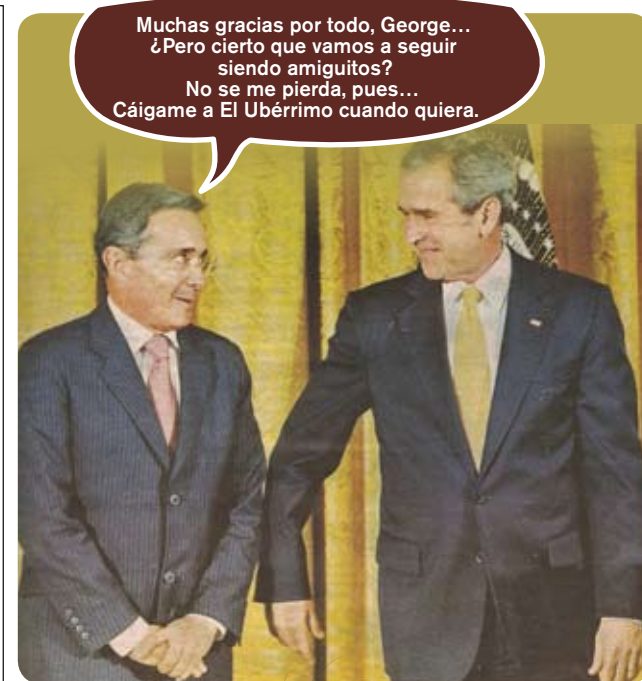 Muchas gracias por todo, George…
¿Pero cierto que vamos a seguir
siendo amiguitos?
No se me pierda, pues…
Cáigame a El Ubérrimo cuando quiera.